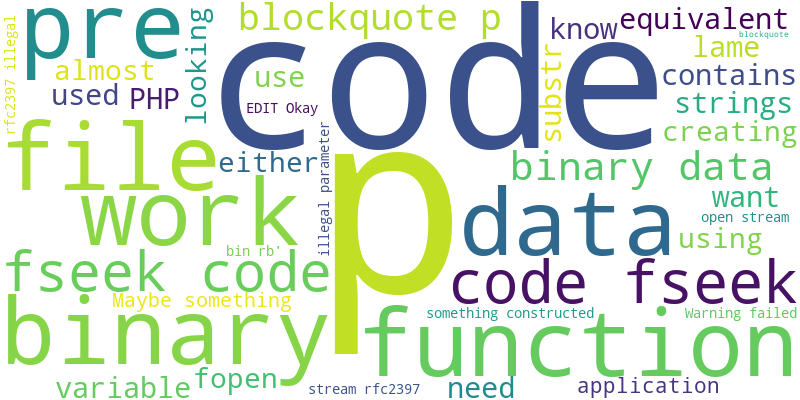 pre
blockquote p
know
equivalent
blockquote
rfc2397 illegal
almost
looking
code
substr
lame
used
PHP
use
contains
EDIT Okay
strings
file
creating
either
illegal parameter
p
binary data
work
data
want
open stream
fseek code
bin rb'
using
code fseek
Maybe something
binary
something constructed
Warning failed
function
variable
fopen
stream rfc2397
need
application